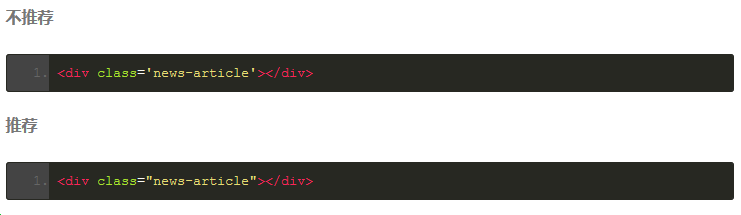 不推荐
1. <div class='news-article'></div>
推荐
1. <div class="news-article"></div>